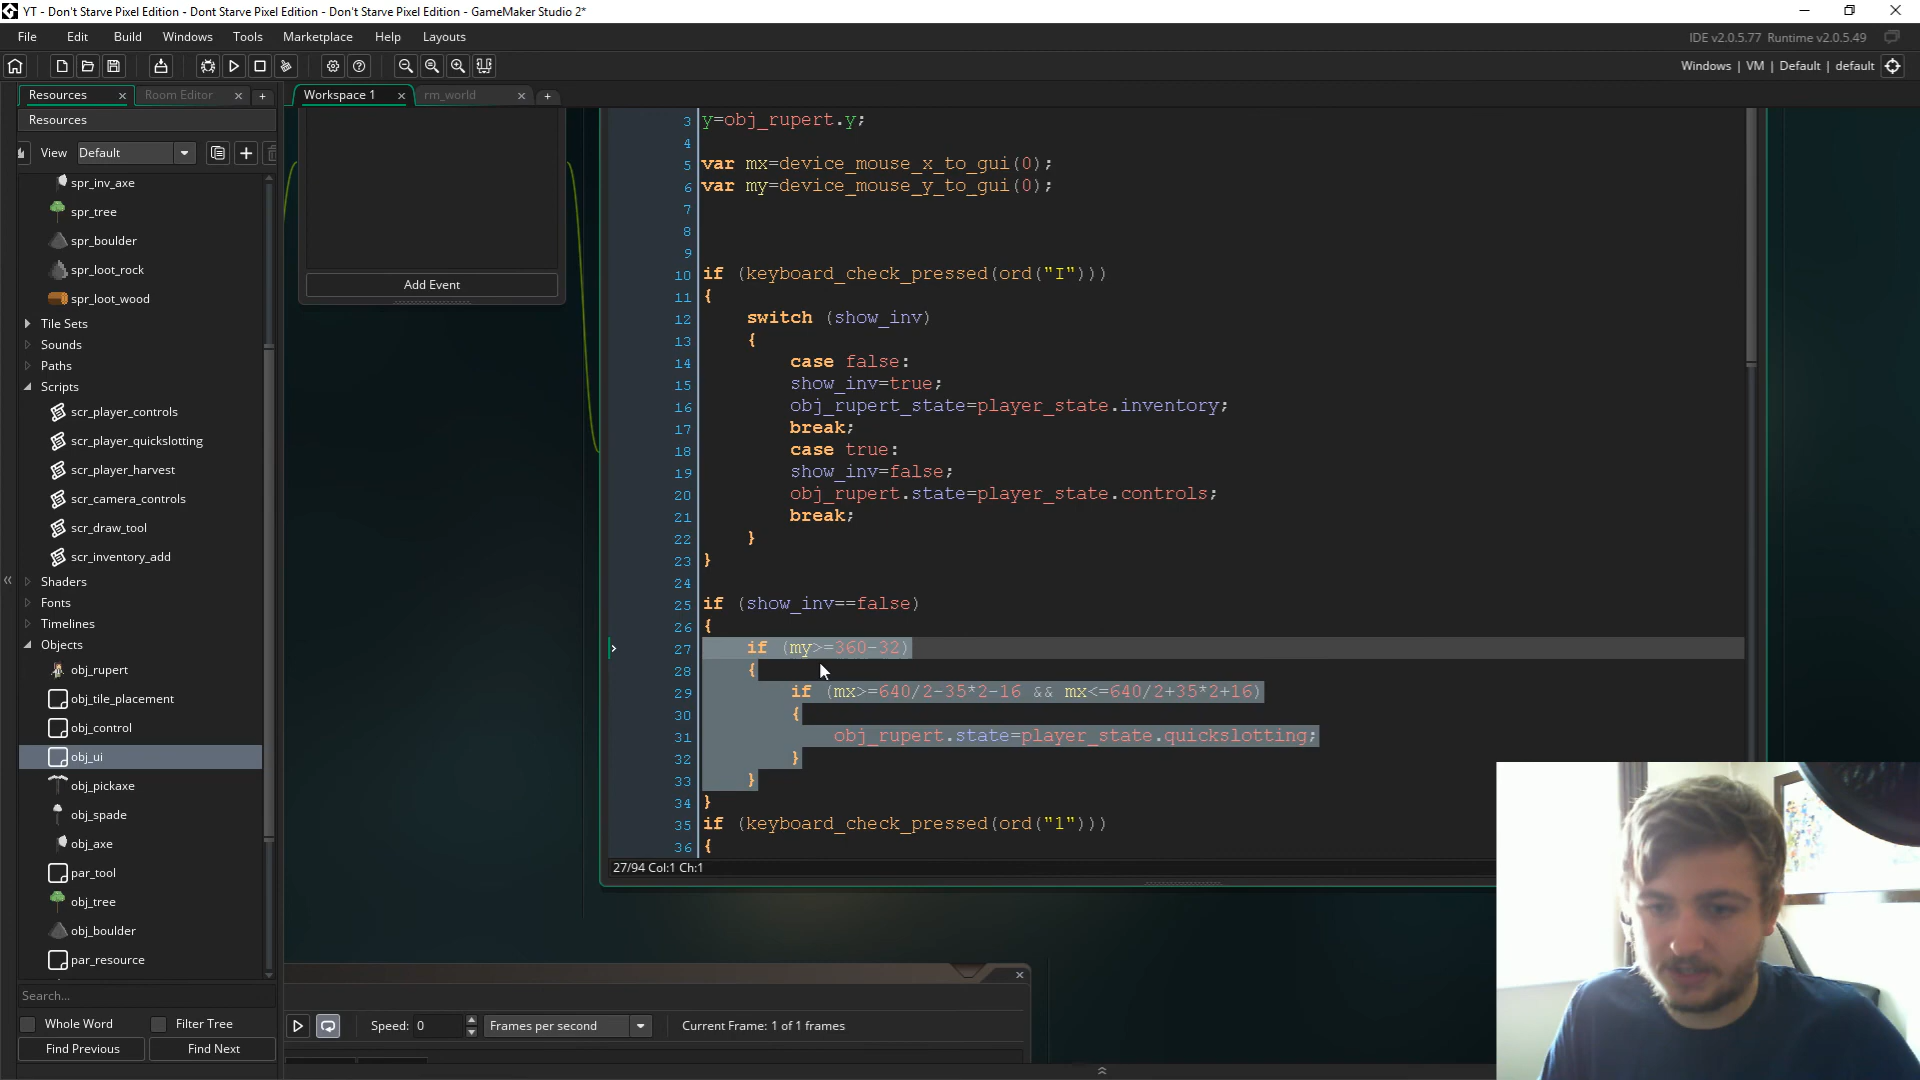 YT - Don't Starve Pixel Edition - Dont Starve Pixel Edition - Don't Starve Pixel Edition - GameMaker Studio 2*
File Edit Build Windows Tools Marketplace Help Layouts
IDE v2.0.5.77 Runtime v2.0.5.49
Windows | VM | Default | default
Resources
Room Editor
Workspace 1
rm_world
Resources
View Default
spr_inv_axe
spr_tree
spr_boulder
spr_loot_rock
spr_loot_wood
Tile Sets
Sounds
Paths
Scripts
scr_player_controls
scr_player_quickslotting
scr_player_harvest
scr_camera_controls
scr_draw_tool
scr_inventory_add
Shaders
Fonts
Timelines
Objects
obj_rupert
obj_tile_placement
obj_control
obj_ui
obj_pickaxe
obj_spade
obj_axe
par_tool
obj_tree
obj_boulder
par_resource
Search...
Whole Word Filter Tree
Find Previous Find Next
Add Event
3 y=obj_rupert.y;
4
5 var mx=device_mouse_x_to_gui(0);
6 var my=device_mouse_y_to_gui(0);
7
8
9
10 if (keyboard_check_pressed(ord("I")))
11 {
12 switch (show_inv)
13 {
14 case false:
15 show_inv=true;
16 obj_rupert_state=player_state.inventory;
17 break;
18 case true:
19 show_inv=false;
20 obj_rupert.state=player_state.controls;
21 break;
22 }
23 }
24
25 if (show_inv==false)
26 {
27 if (my>=360-32)
28 {
29 if (mx>=640/2-35*2-16 && mx<=640/2+35*2+16)
30 {
31 obj_rupert.state=player_state.quickslotting;
32 }
33 }
34 }
35 if (keyboard_check_pressed(ord("1")))
36 {
27/94 Col:1 Ch:1
Speed: 0 Frames per second Current Frame: 1 of 1 frames